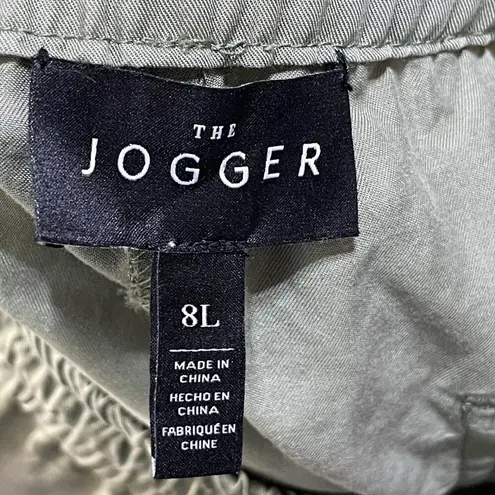 THE
JOGGER
8L
MADE IN
CHINA
HECHO EN
CHINA
FABRIQUÉ EN
CHINE